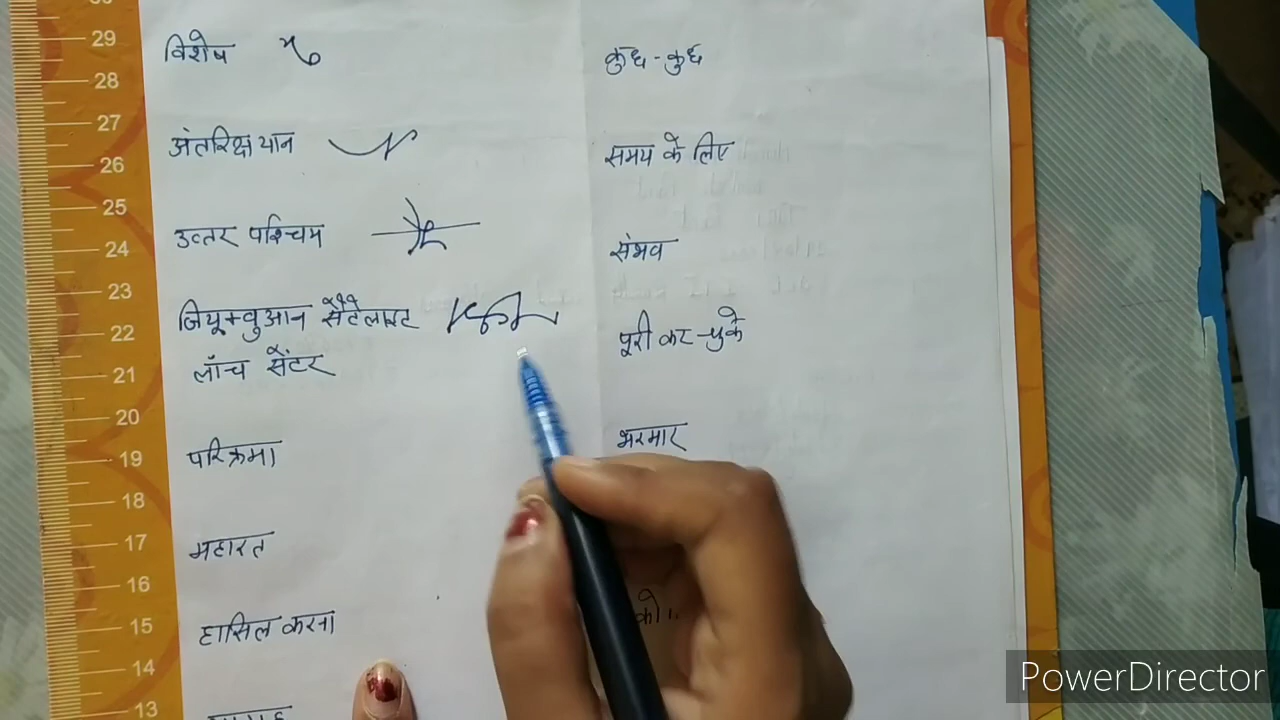 विशेष
अंतरिक्ष यान
उत्तर पश्चिम
जियूक्वुआन सैटेलाइट
लॉंच सैंटर
परिक्रमा
महारत
हासिल करना
कुछ - कुछ
समय के लिए
संभव
पूरी कर चुके
भरमार
को।
30
29
28
27
26
25
24
23
22
21
20
19
18
17
16
15
14
13
PowerDirector